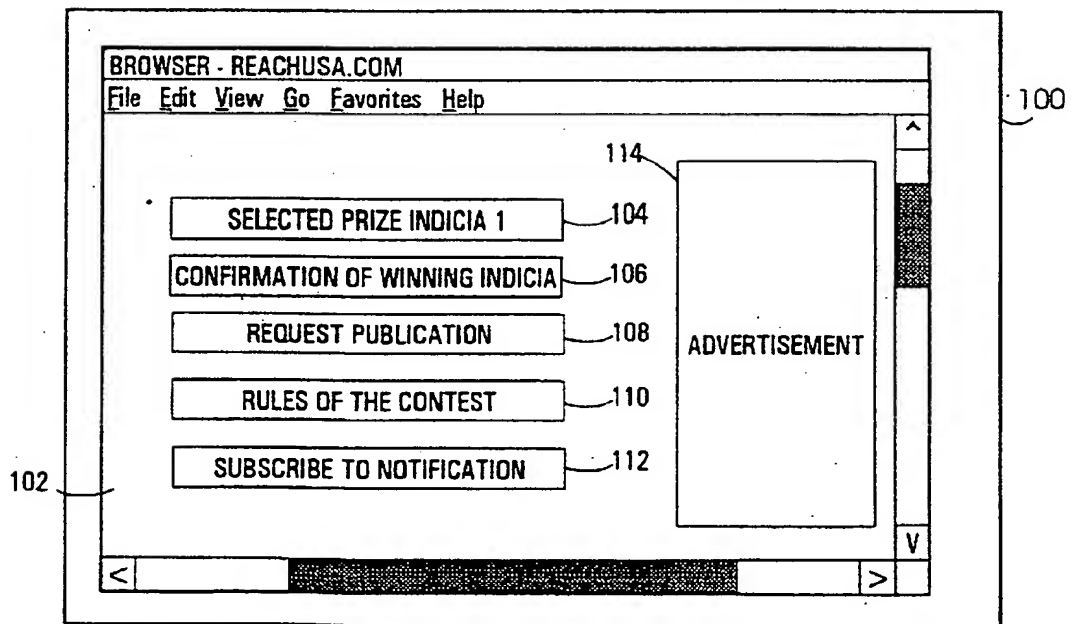 BROWSER - REACHUSA.COM
File Edit View Go Favorites Help
100
^
114
SELECTED PRIZE INDICIA 1
104
CONFIRMATION OF WINNING INDICIA
106
REQUEST PUBLICATION
108
ADVERTISEMENT
RULES OF THE CONTEST
110
SUBSCRIBE TO NOTIFICATION
112
102
V
< >